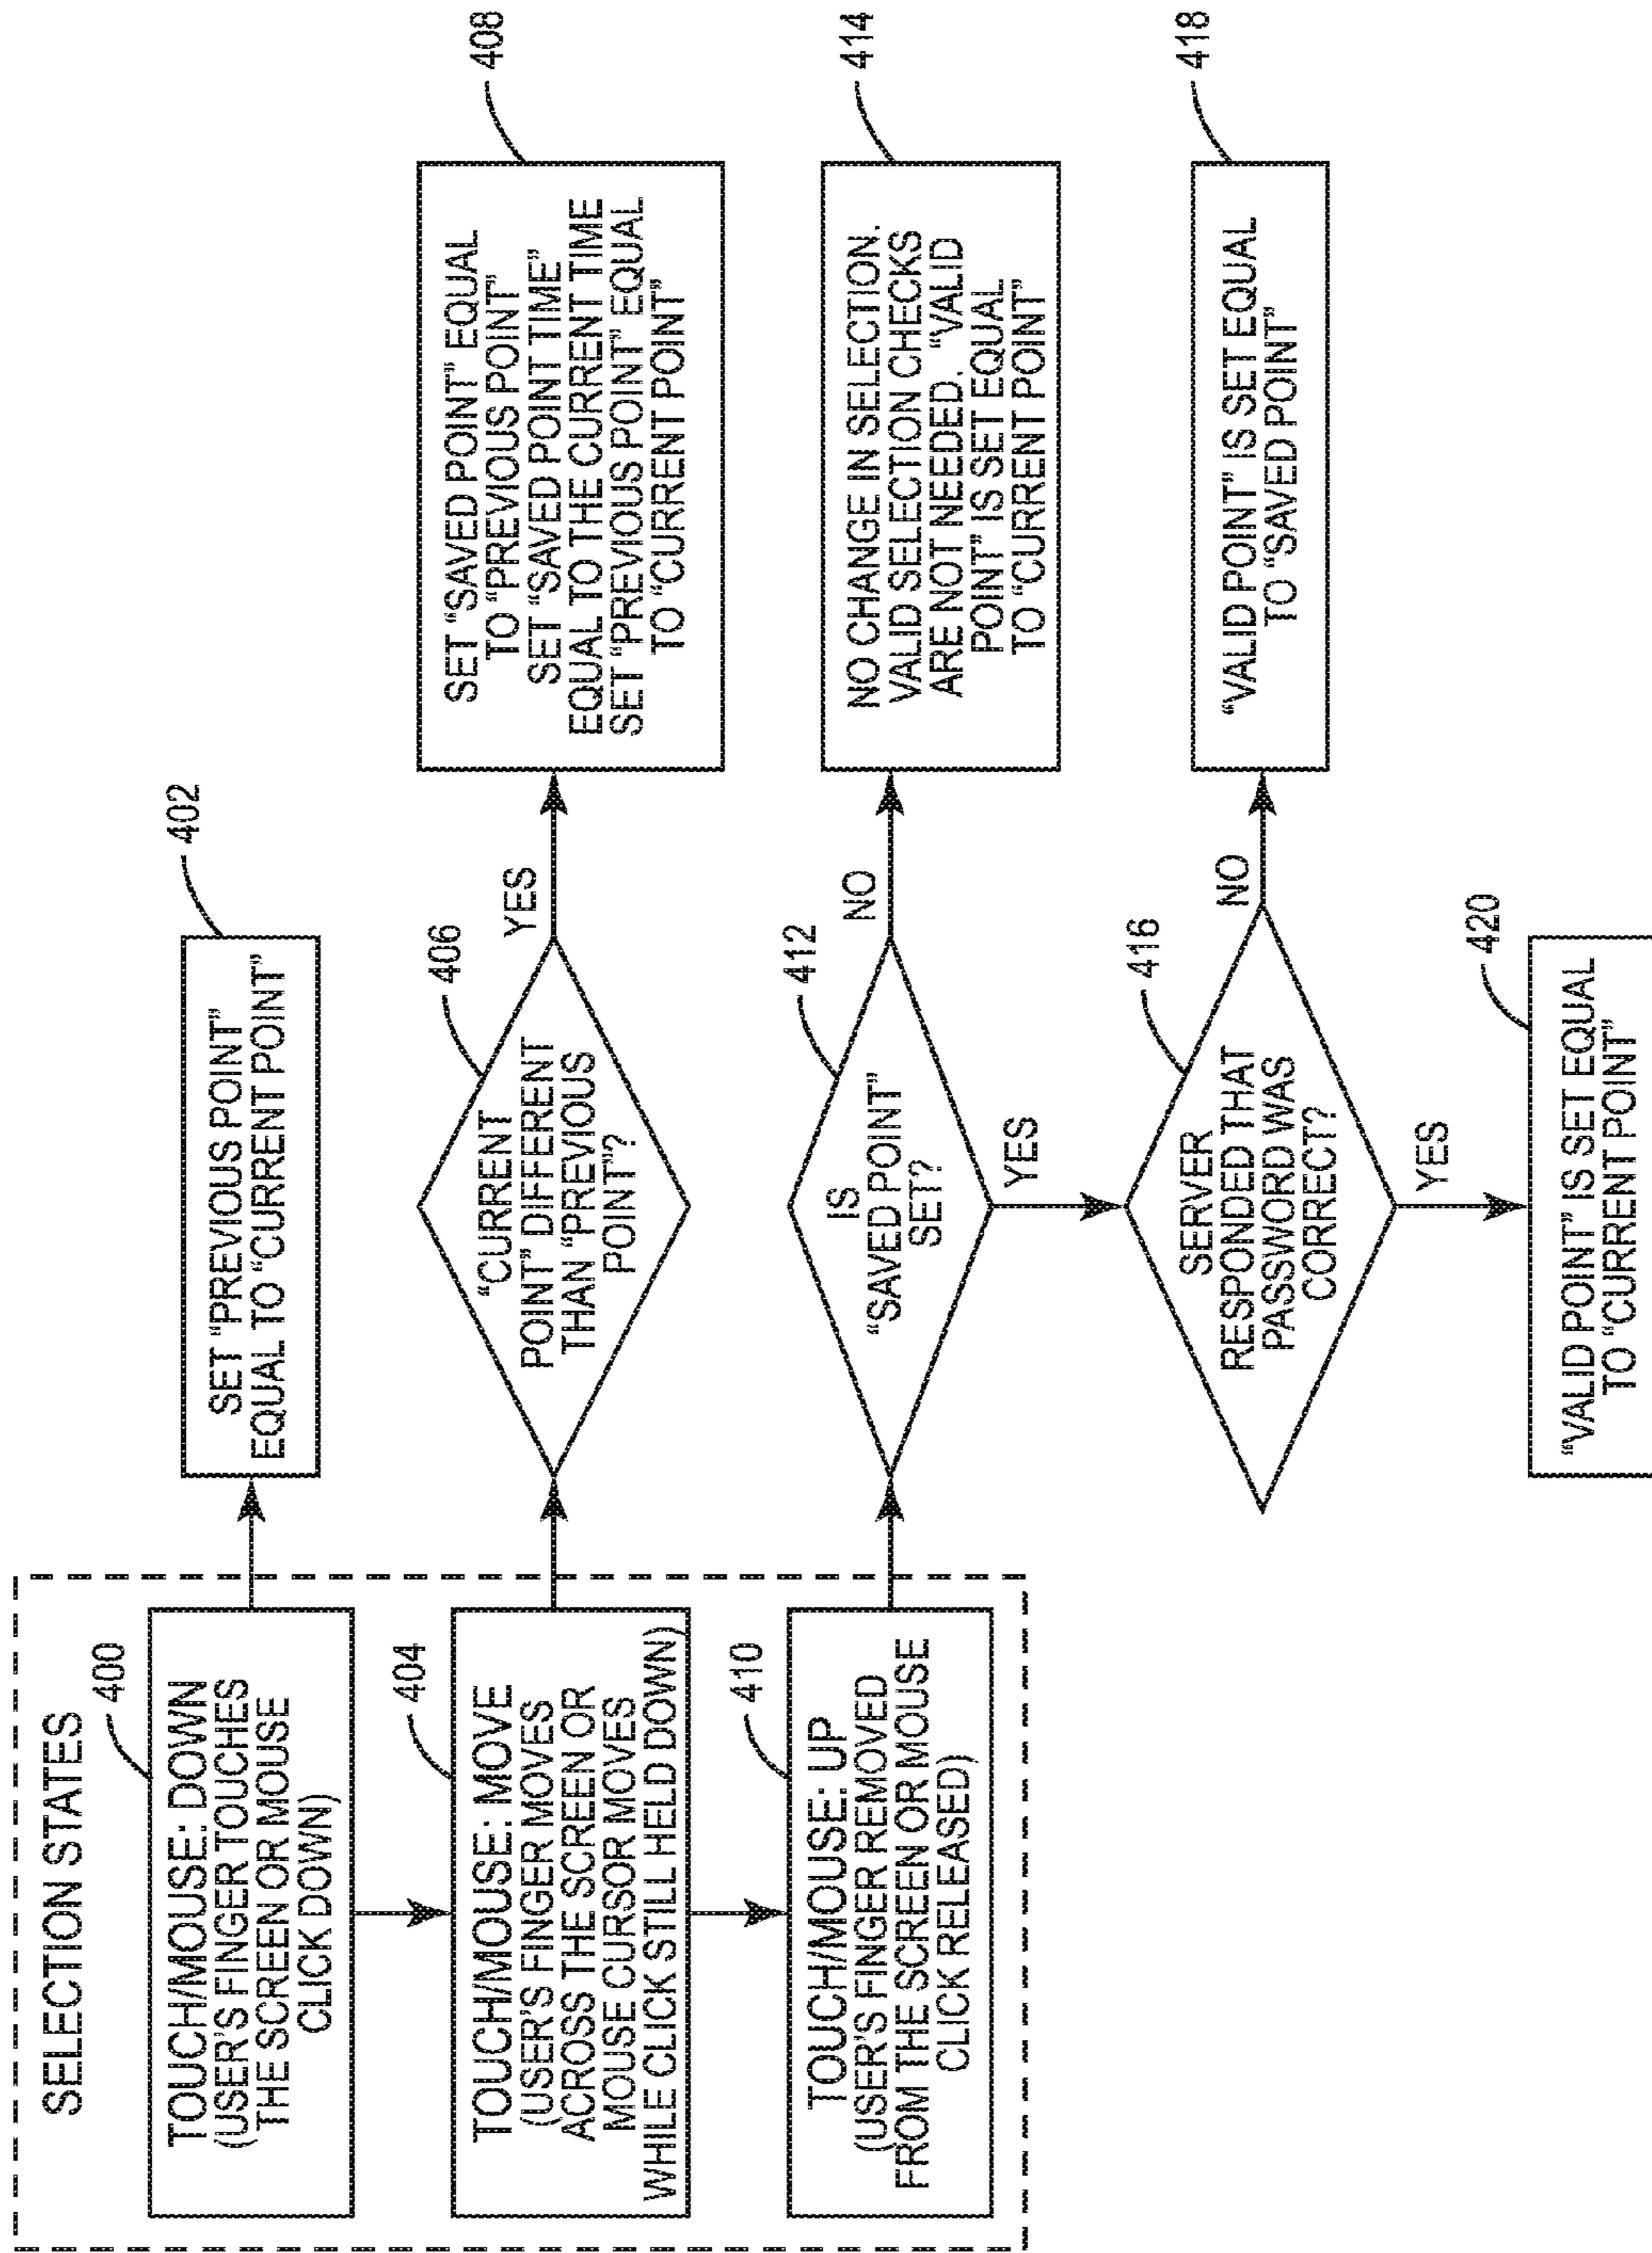 SELECTION STATES
400
TOUCH/MOUSE: DOWN
(USER'S FINGER TOUCHES
THE SCREEN OR MOUSE
CLICK DOWN)
402
SET “PREVIOUS POINT”
EQUAL TO “CURRENT POINT”
404
TOUCH/MOUSE: MOVE
(USER'S FINGER MOVES
ACROSS THE SCREEN OR
MOUSE CURSOR MOVES
WHILE CLICK STILL HELD DOWN)
406
“CURRENT
POINT” DIFFERENT
THAN “PREVIOUS
POINT”?
YES
408
SET “SAVED POINT” EQUAL
TO “PREVIOUS POINT”
SET “SAVED POINT TIME”
EQUAL TO THE CURRENT TIME
SET “PREVIOUS POINT” EQUAL
TO “CURRENT POINT”
410
TOUCH/MOUSE: UP
(USER'S FINGER REMOVED
FROM THE SCREEN OR MOUSE
CLICK RELEASED)
412
IS
“SAVED POINT”
SET?
NO
414
NO CHANGE IN SELECTION.
VALID SELECTION CHECKS
ARE NOT NEEDED. “VALID
POINT” IS SET EQUAL
TO “CURRENT POINT”
YES
416
SERVER
RESPONDED THAT
PASSWORD WAS
CORRECT?
NO
418
“VALID POINT” IS SET EQUAL
TO “SAVED POINT”
YES
420
“VALID POINT” IS SET EQUAL
TO “CURRENT POINT”